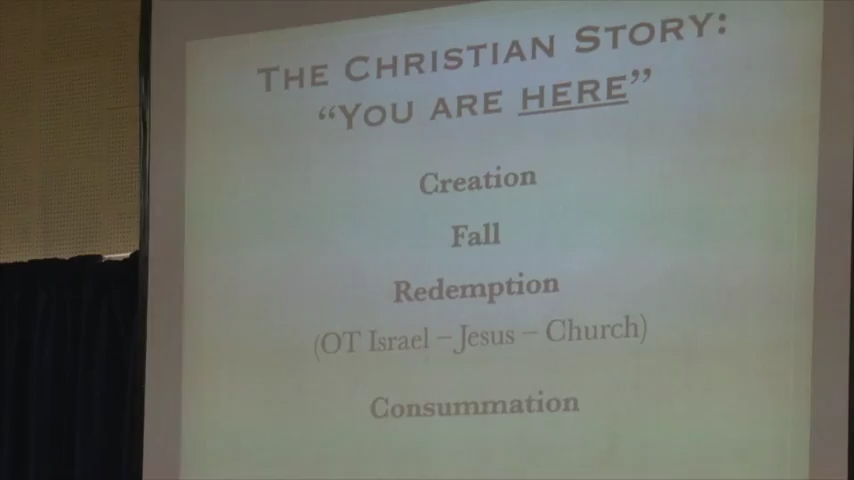 THE CHRISTIAN STORY:
“YOU ARE HERE”
Creation
Fall
Redemption
(OT Israel – Jesus – Church)
Consummation